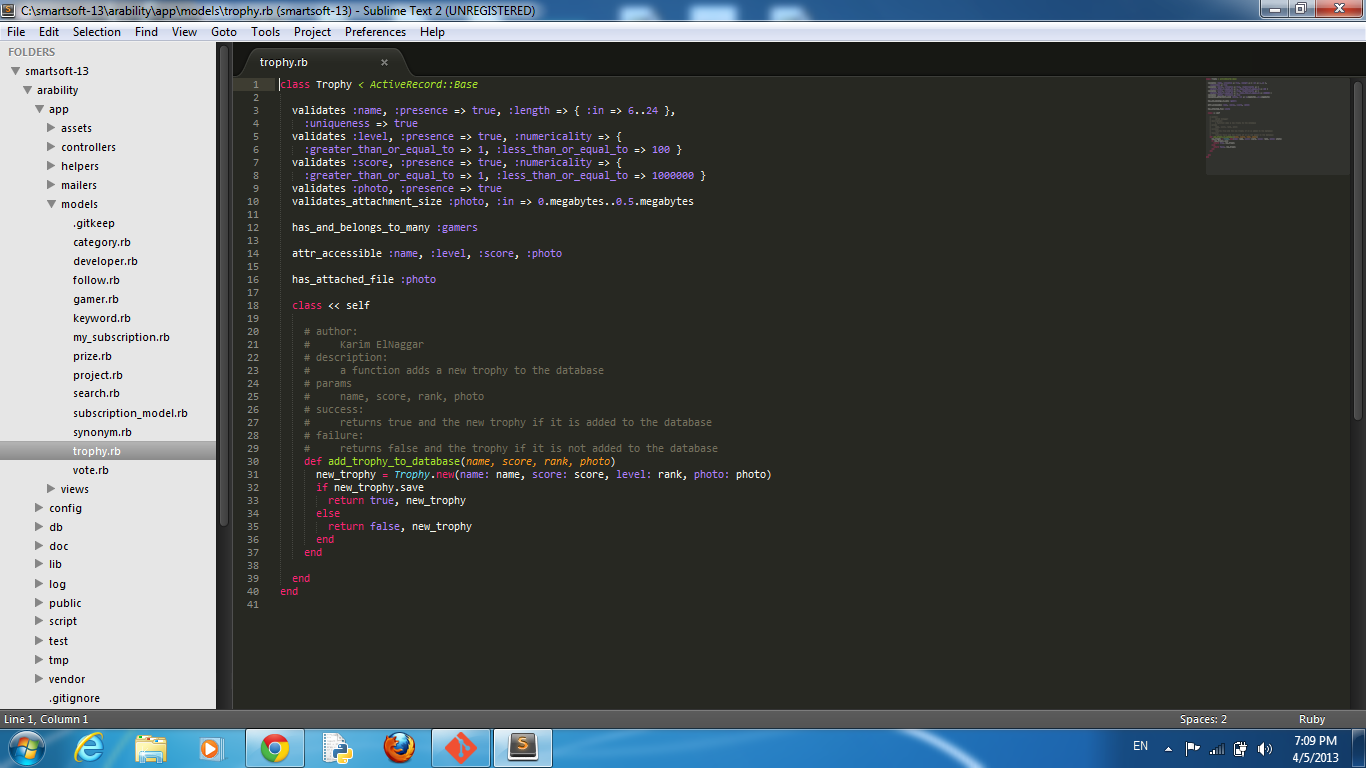 C:\smartsoft-13\arability\app\models\trophy.rb (smartsoft-13) - Sublime Text 2 (UNREGISTERED)
File Edit Selection Find View Goto Tools Project Preferences Help
FOLDERS
smartsoft-13
arability
app
assets
controllers
helpers
mailers
models
.gitkeep
category.rb
developer.rb
follow.rb
gamer.rb
keyword.rb
my_subscription.rb
prize.rb
project.rb
search.rb
subscription_model.rb
synonym.rb
trophy.rb
vote.rb
views
config
db
doc
lib
log
public
script
test
tmp
vendor
.gitignore
trophy.rb ×
1 class Trophy < ActiveRecord::Base
2
3   validates :name, :presence => true, :length => { :in => 6..24 },
4     :uniqueness => true
5   validates :level, :presence => true, :numericality => {
6     :greater_than_or_equal_to => 1, :less_than_or_equal_to => 100 }
7   validates :score, :presence => true, :numericality => {
8     :greater_than_or_equal_to => 1, :less_than_or_equal_to => 1000000 }
9   validates :photo, :presence => true
10   validates_attachment_size :photo, :in => 0.megabytes..0.5.megabytes
11
12   has_and_belongs_to_many :gamers
13
14   attr_accessible :name, :level, :score, :photo
15
16   has_attached_file :photo
17
18   class << self
19
20     # author:
21     #     Karim ElNaggar
22     # description:
23     #     a function adds a new trophy to the database
24     # params
25     #     name, score, rank, photo
26     # success:
27     #     returns true and the new trophy if it is added to the database
28     # failure:
29     #     returns false and the trophy if it is not added to the database
30     def add_trophy_to_database(name, score, rank, photo)
31       new_trophy = Trophy.new(name: name, score: score, level: rank, photo: photo)
32       if new_trophy.save
33         return true, new_trophy
34       else
35         return false, new_trophy
36       end
37     end
38
39   end
40 end
41
Line 1, Column 1 Spaces: 2 Ruby
EN
7:09 PM
4/5/2013